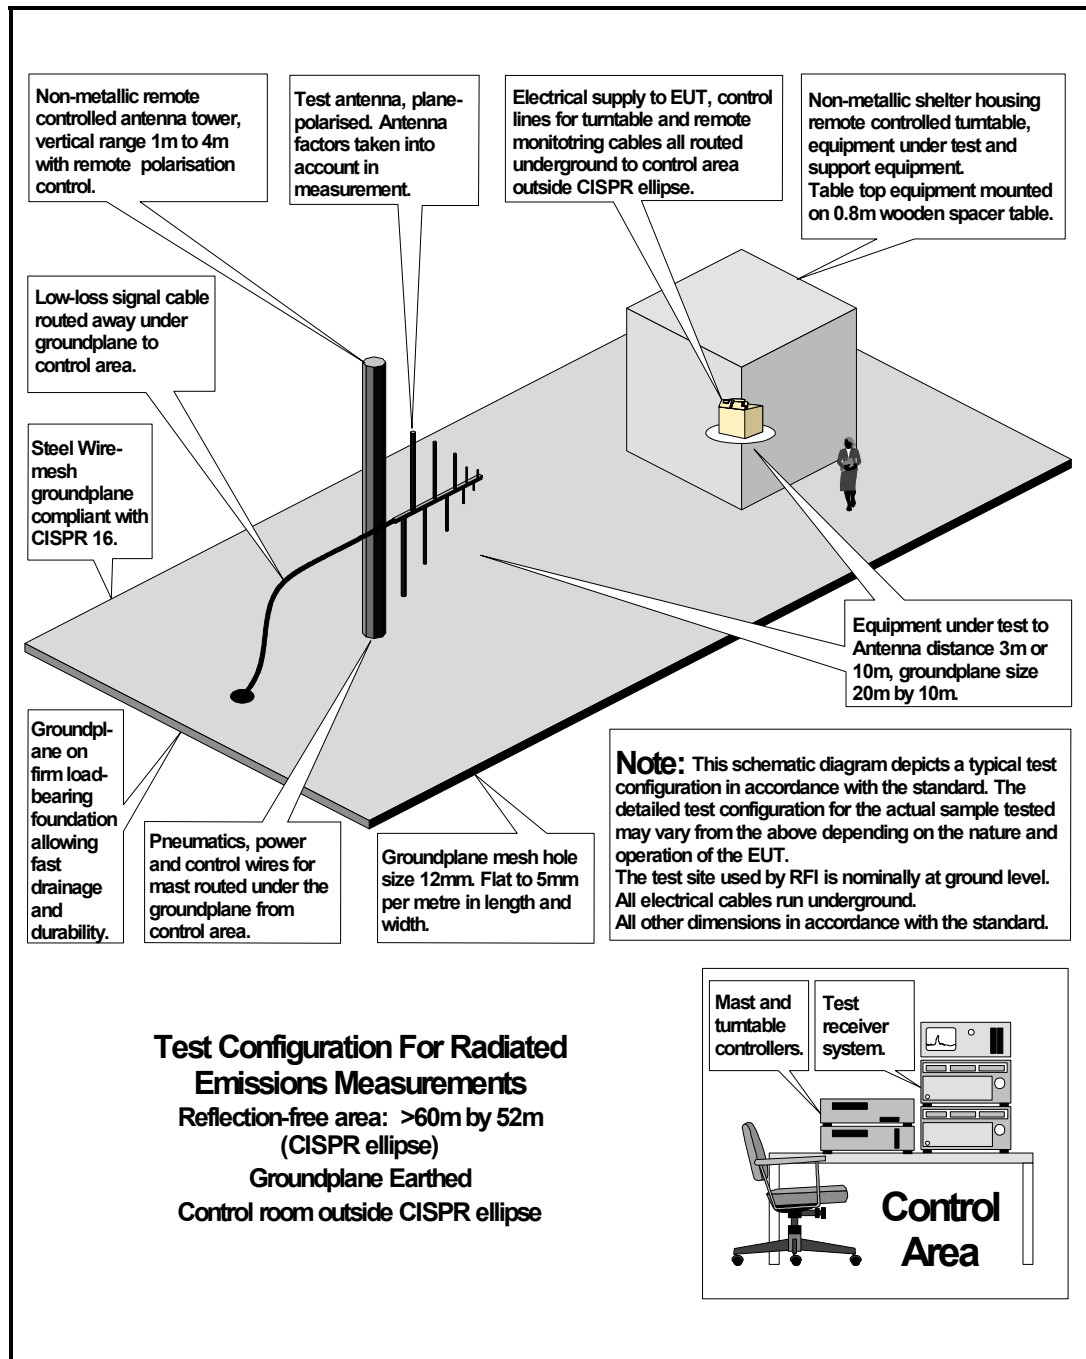 Non-metallic remote
controlled antenna tower,
vertical range 1m to 4m
with remote polarisation
control.
Test antenna, plane-
polarised. Antenna
factors taken into
account in
measurement.
Electrical supply to EUT, control
lines for turntable and remote
monitotring cables all routed
underground to control area
outside CISPR ellipse.
Non-metallic shelter housing
remote controlled turntable,
equipment under test and
support equipment.
Table top equipment mounted
on 0.8m wooden spacer table.
Low-loss signal cable
routed away under
groundplane to
control area.
Steel Wire-
mesh
groundplane
compliant with
CISPR 16.
Equipment under test to
Antenna distance 3m or
10m, groundplane size
20m by 10m.
Groundpl-
ane on
firm load-
bearing
foundation
allowing
fast
drainage
and
durability.
Pneumatics, power
and control wires for
mast routed under the
groundplane from
control area.
Groundplane mesh hole
size 12mm. Flat to 5mm
per metre in length and
width.
Note: This schematic diagram depicts a typical test
configuration in accordance with the standard. The
detailed test configuration for the actual sample tested
may vary from the above depending on the nature and
operation of the EUT.
The test site used by RFI is nominally at ground level.
All electrical cables run underground.
All other dimensions in accordance with the standard.
Test Configuration For Radiated
Emissions Measurements
Reflection-free area: >60m by 52m
(CISPR ellipse)
Groundplane Earthed
Control room outside CISPR ellipse
Mast and
turntable
controllers.
Test
receiver
system.
Control
Area